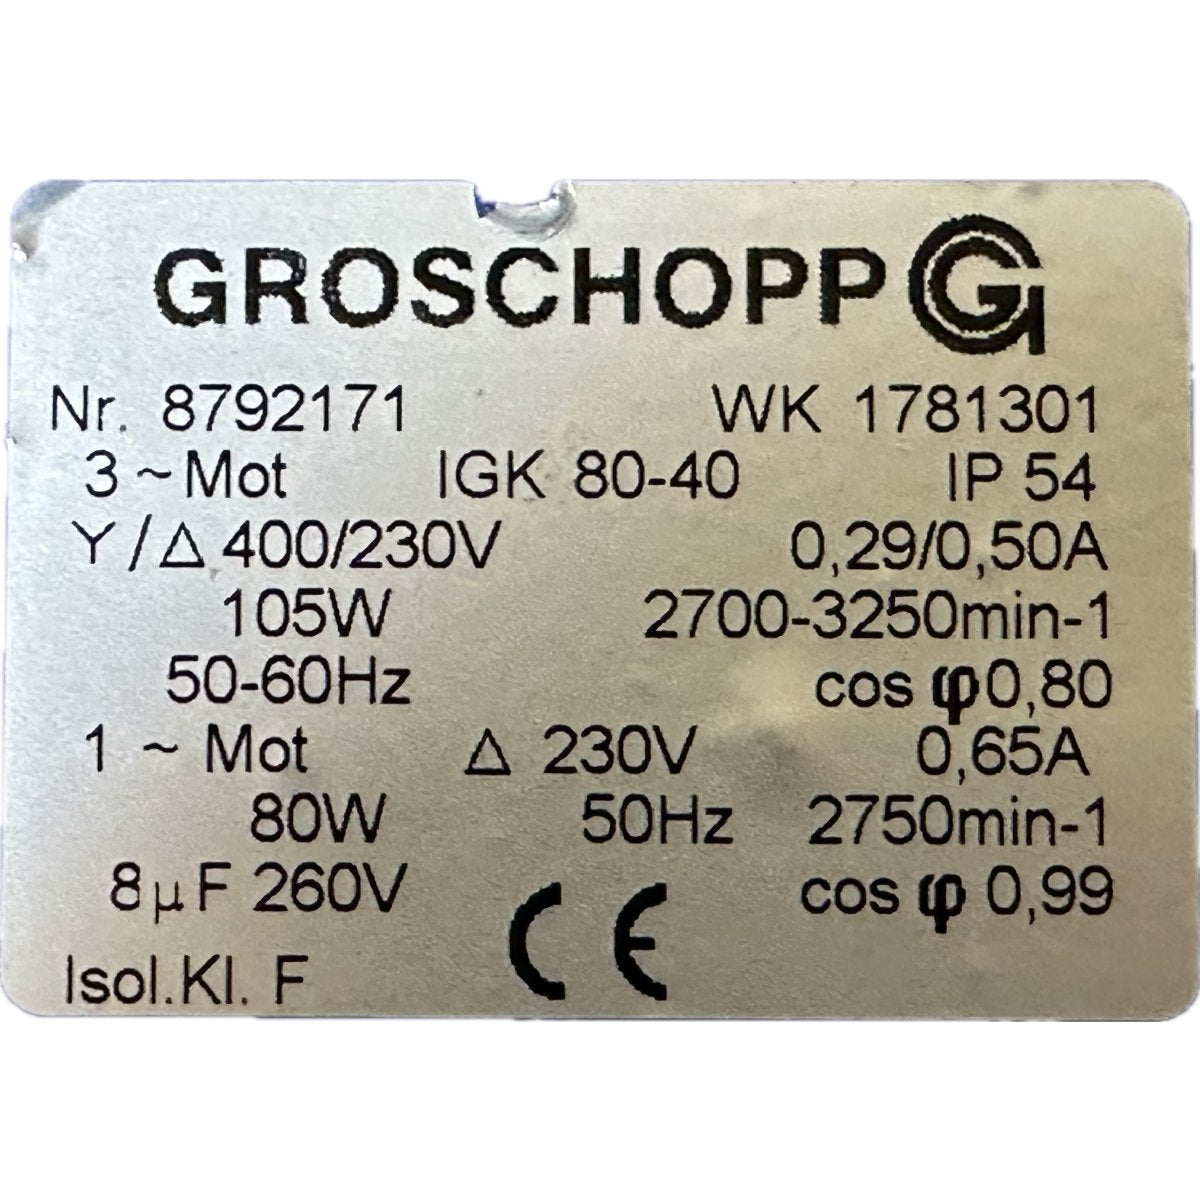 GROSCHOPP G
Nr. 8792171 WK 1781301
3 ~ Mot IGK 80-40 IP 54
Y / Δ 400/230V 0,29/0,50A
105W 2700-3250min-1
50-60Hz cos φ 0,80
1 ~ Mot Δ 230V 0,65A
80W 50Hz 2750min-1
8 µF 260V cos φ 0,99
Isol.Kl. F CE